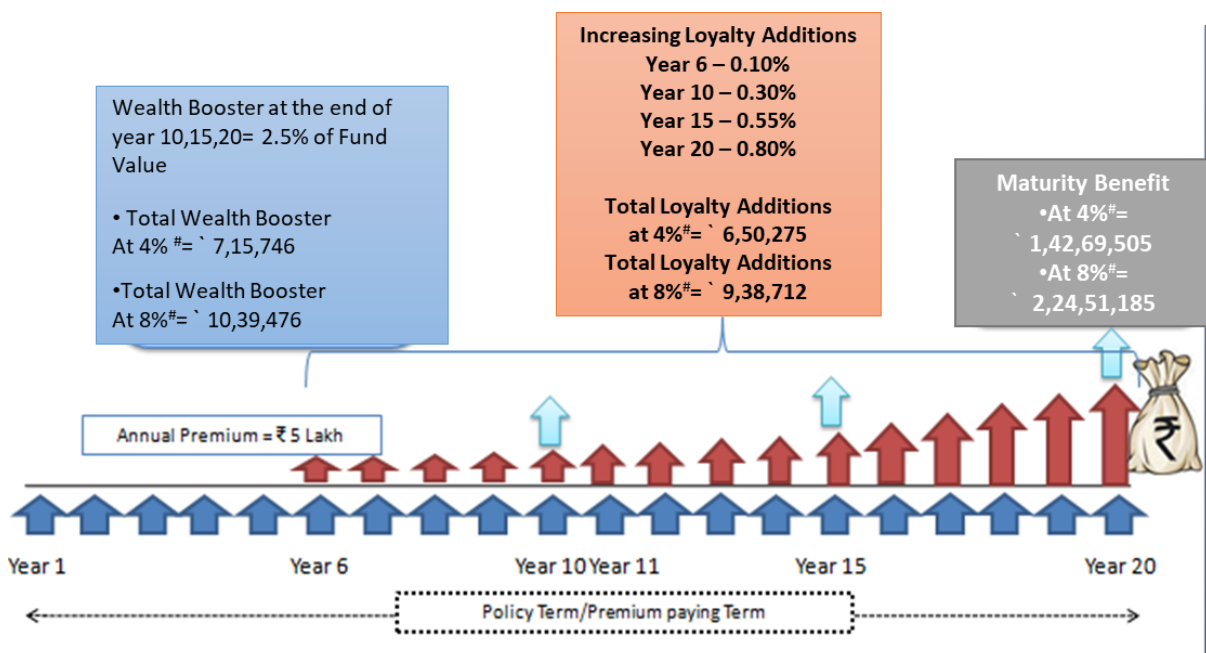 Increasing Loyalty Additions
Year 6 – 0.10%
Year 10 – 0.30%
Year 15 – 0.55%
Year 20 – 0.80%
Total Loyalty Additions
at 4%#= ` 6,50,275
Total Loyalty Additions
at 8%#= ` 9,38,712
Wealth Booster at the end of
year 10,15,20= 2.5% of Fund
Value
• Total Wealth Booster
At 4% #= ` 7,15,746
•Total Wealth Booster
At 8%#= ` 10,39,476
Maturity Benefit
•At 4%#=
` 1,42,69,505
•At 8%#=
` 2,24,51,185
Annual Premium = ₹ 5 Lakh
₹
Year 1
Year 6
Year 10
Year 11
Year 15
Year 20
Policy Term/Premium paying Term